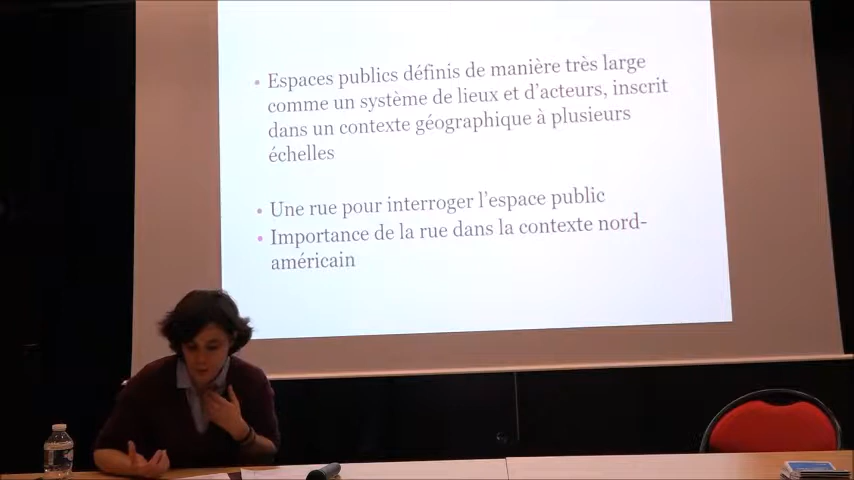 • Espaces publics définis de manière très large
comme un système de lieux et d'acteurs, inscrit
dans un contexte géographique à plusieurs
échelles
• Une rue pour interroger l'espace public
• Importance de la rue dans la contexte nord-
américain